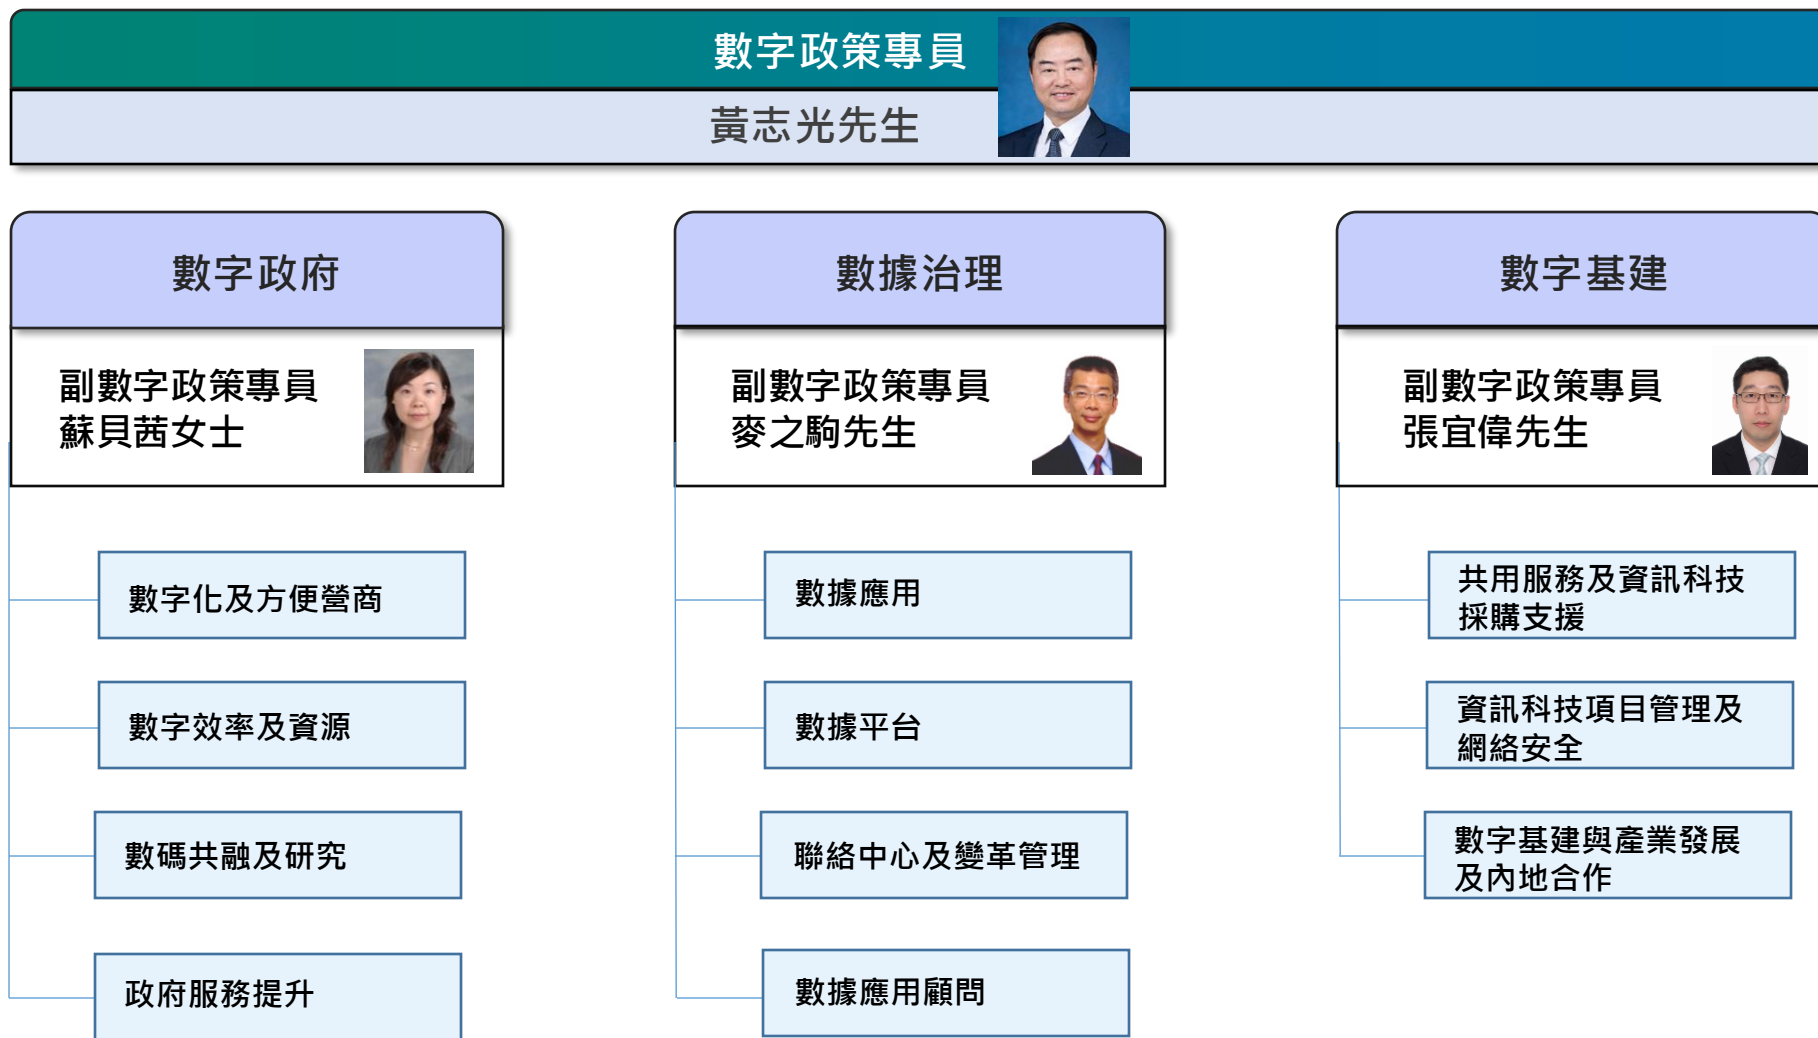 數字政策專員
黃志光先生
數字政府
副數字政策專員
蘇貝茜女士
數字化及方便營商
數字效率及資源
數碼共融及研究
政府服務提升
數據治理
副數字政策專員
麥之駒先生
數據應用
數據平台
聯絡中心及變革管理
數據應用顧問
數字基建
副數字政策專員
張宜偉先生
共用服務及資訊科技
採購支援
資訊科技項目管理及
網絡安全
數字基建與產業發展
及內地合作